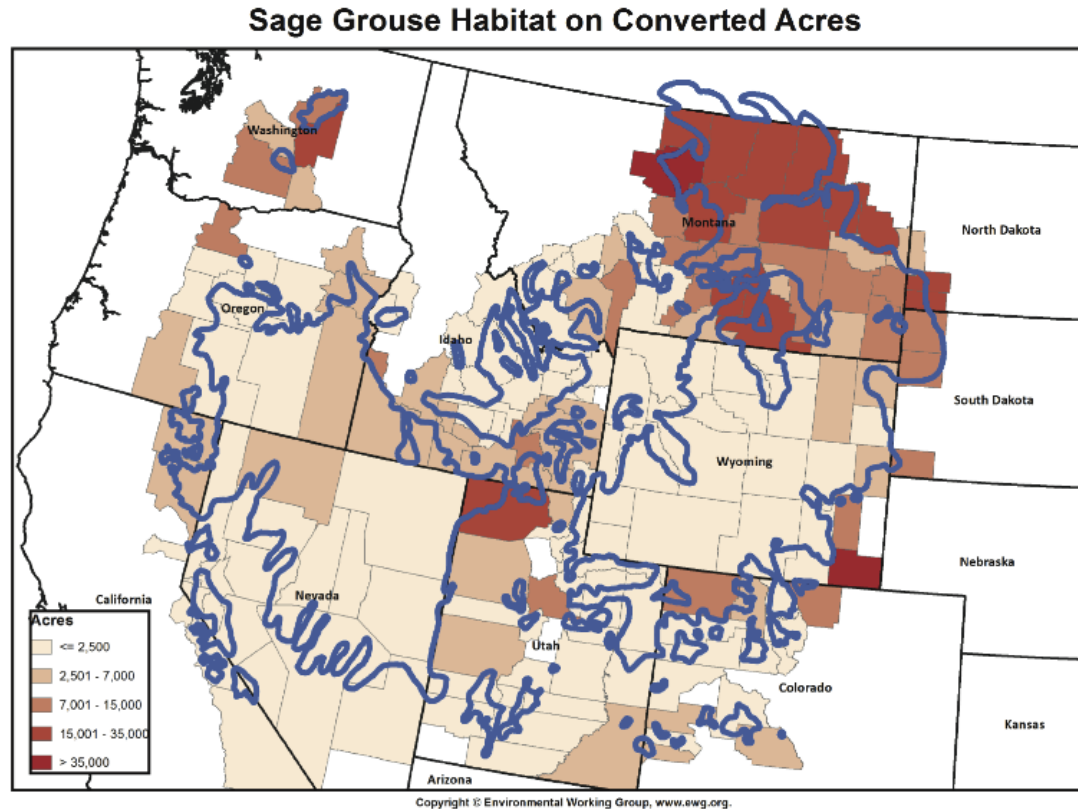 Sage Grouse Habitat on Converted Acres
Washington
Montana
North Dakota
Oregon
Idaho
South Dakota
Wyoming
Nebraska
California
Nevada
Utah
Colorado
Kansas
Arizona
Acres
<= 2,500
2,501 - 7,000
7,001 - 15,000
15,001 - 35,000
> 35,000
Copyright © Environmental Working Group, www.ewg.org.